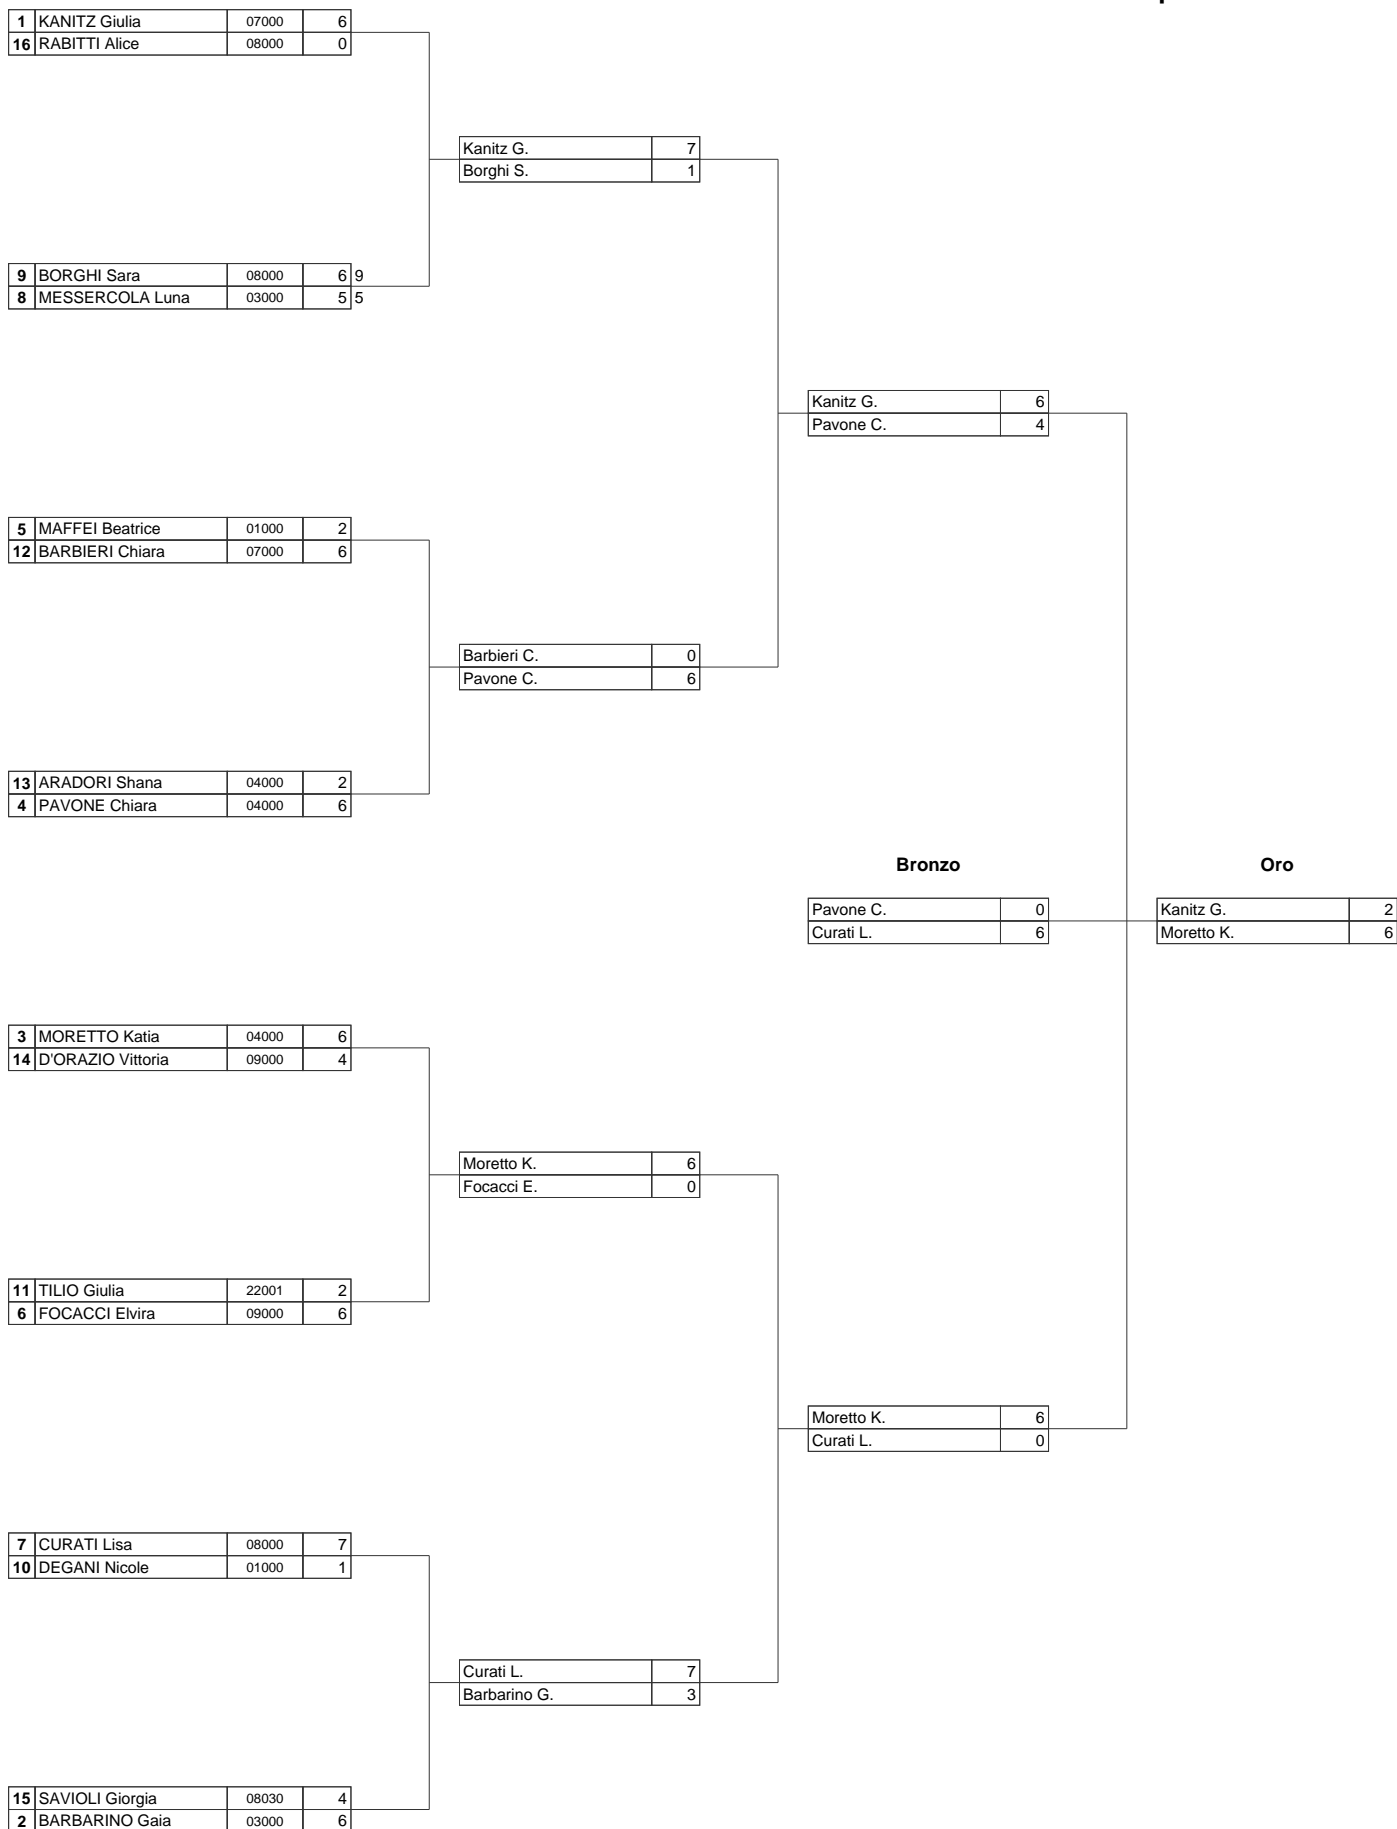 1 KANITZ Giulia 07000 6
16 RABITTI Alice 08000 0
Kanitz G. 7
Borghi S. 1
9 BORGHI Sara 08000 6 9
8 MESSERCOLA Luna 03000 5 5
Kanitz G. 6
Pavone C. 4
5 MAFFEI Beatrice 01000 2
12 BARBIERI Chiara 07000 6
Barbieri C. 0
Pavone C. 6
13 ARADORI Shana 04000 2
4 PAVONE Chiara 04000 6
Bronzo Oro
Pavone C. 0 Kanitz G. 2
Curati L. 6 Moretto K. 6
3 MORETTO Katia 04000 6
14 D'ORAZIO Vittoria 09000 4
Moretto K. 6
Focacci E. 0
11 TILIO Giulia 22001 2
6 FOCACCI Elvira 09000 6
Moretto K. 6
Curati L. 0
7 CURATI Lisa 08000 7
10 DEGANI Nicole 01000 1
Curati L. 7
Barbarino G. 3
15 SAVIOLI Giorgia 08030 4
2 BARBARINO Gaia 03000 6